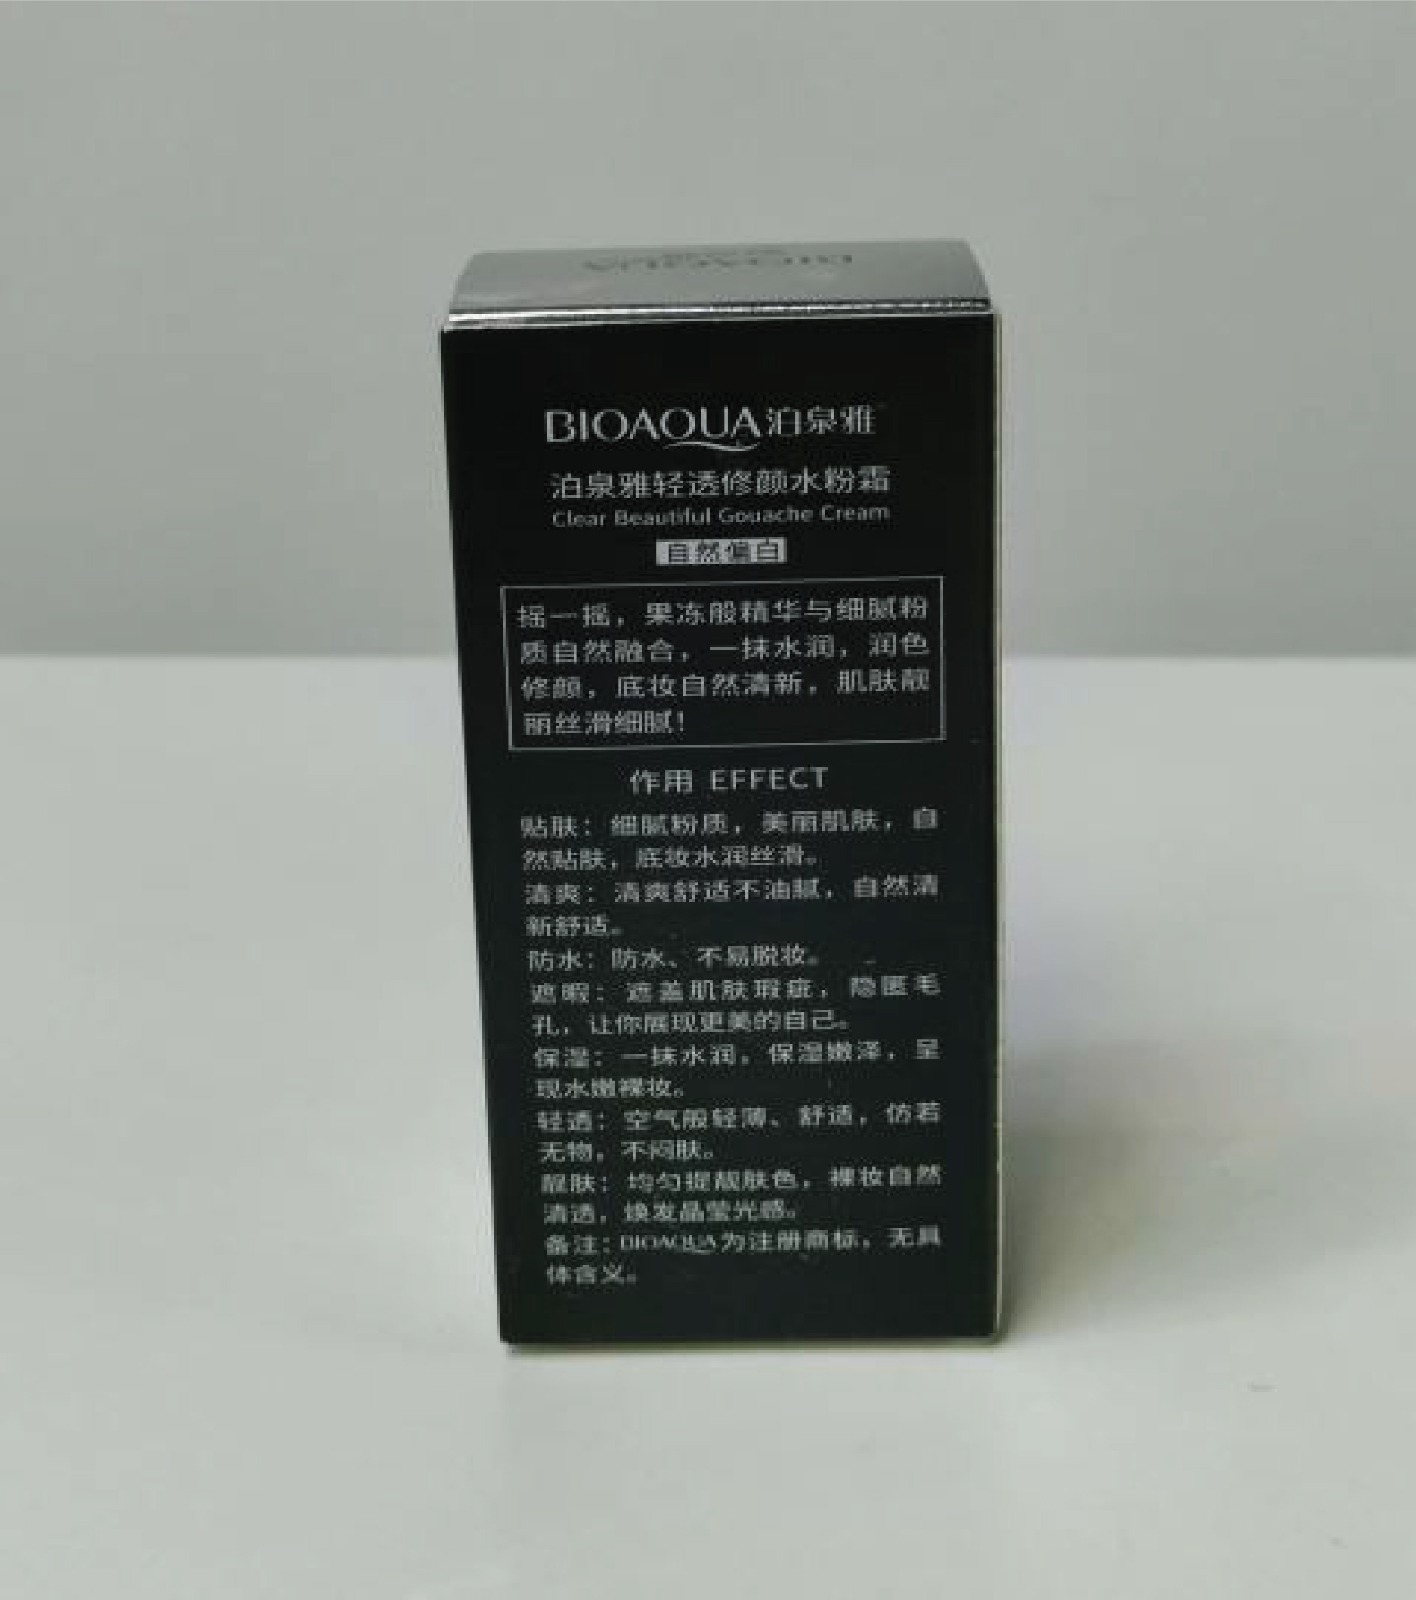 BIOAQUA泊泉雅
泊泉雅轻透修颜水粉霜
Clear Beautiful Gouache Cream
自然偏白
摇一摇，果冻般精华与细腻粉
质自然融合，一抹水润，润色
修颜，底妆自然清新，肌肤靓
丽丝滑细腻！
作用 EFFECT
贴肤：细腻粉质，美丽肌肤，自
然贴肤，底妆水润丝滑。
清爽：清爽舒适不油腻，自然清
新舒适。
防水：防水、不易脱妆。
遮暇：遮盖肌肤瑕疵，隐匿毛
孔，让你展现更美的自己。
保湿：一抹水润，保湿嫩泽，呈
现水嫩裸妆。
轻透：空气般轻薄、舒适，仿若
无物，不闷肤。
靓肤：均匀提靓肤色，裸妆自然
清透，焕发晶莹光感。
备注：BIOAQUA为注册商标，无具
体含义。